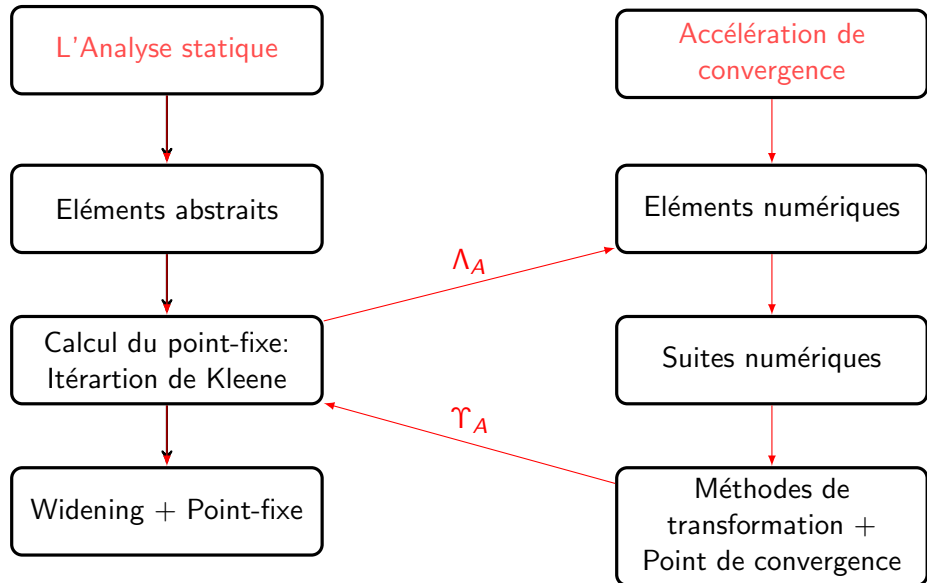 L'Analyse statique
Accélération de
convergence
Eléments abstraits
Eléments numériques
Λ_A
Calcul du point-fixe:
Itérartion de Kleene
Suites numériques
ϒ_A
Widening + Point-fixe
Méthodes de
transformation +
Point de convergence